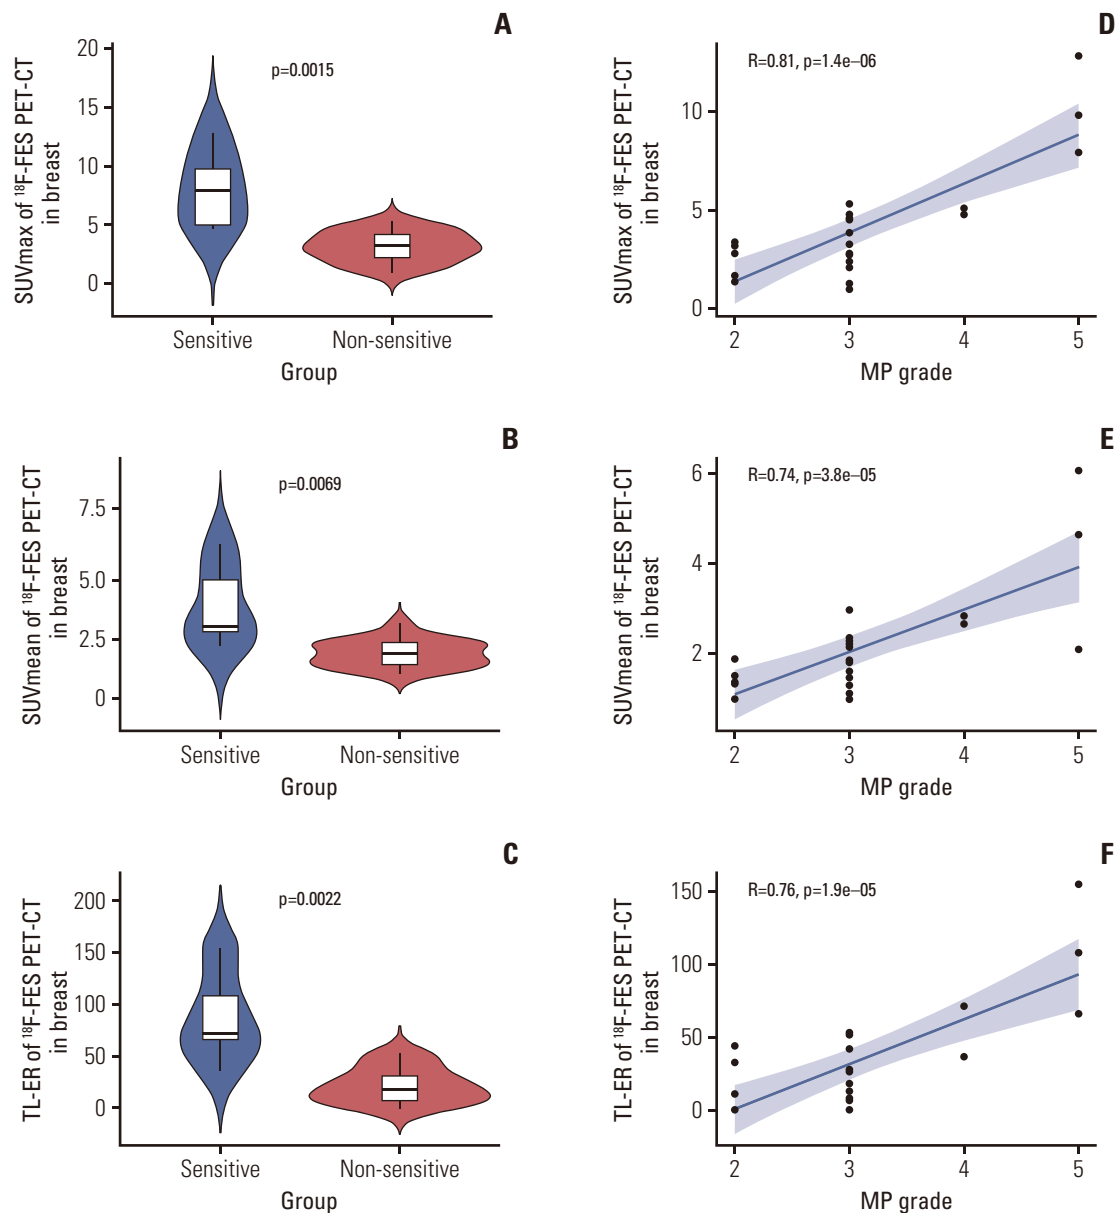 A
SUVmax of ¹⁸F-FES PET-CT
in breast
20
15
10
5
0
p=0.0015
Sensitive
Non-sensitive
Group
D
SUVmax of ¹⁸F-FES PET-CT
in breast
10
5
0
R=0.81, p=1.4e–06
2
3
4
5
MP grade
B
SUVmean of ¹⁸F-FES PET-CT
in breast
7.5
5.0
2.5
0
p=0.0069
Sensitive
Non-sensitive
Group
E
SUVmean of ¹⁸F-FES PET-CT
in breast
6
4
2
R=0.74, p=3.8e–05
2
3
4
5
MP grade
C
TL-ER of ¹⁸F-FES PET-CT
in breast
200
150
100
50
0
p=0.0022
Sensitive
Non-sensitive
Group
F
TL-ER of ¹⁸F-FES PET-CT
in breast
150
100
50
0
R=0.76, p=1.9e–05
2
3
4
5
MP grade